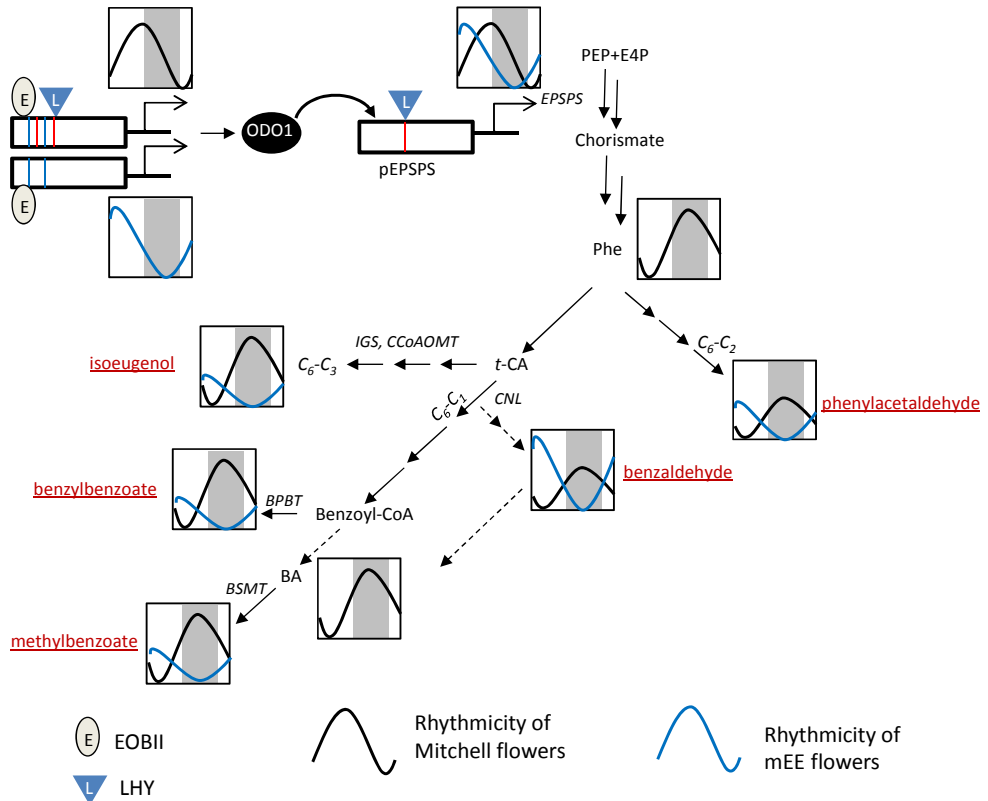 PEP+E4P
EPSPS
E
L
L
ODO1
pEPSPS
Chorismate
E
Phe
C6-C2
IGS, CCoAOMT
isoeugenol
C6-C3
t-CA
phenylacetaldehyde
C6-C1
CNL
benzaldehyde
benzylbenzoate
BPBT
Benzoyl-CoA
BA
BSMT
methylbenzoate
E
EOBII
L
LHY
Rhythmicity of
Mitchell flowers
Rhythmicity of
mEE flowers